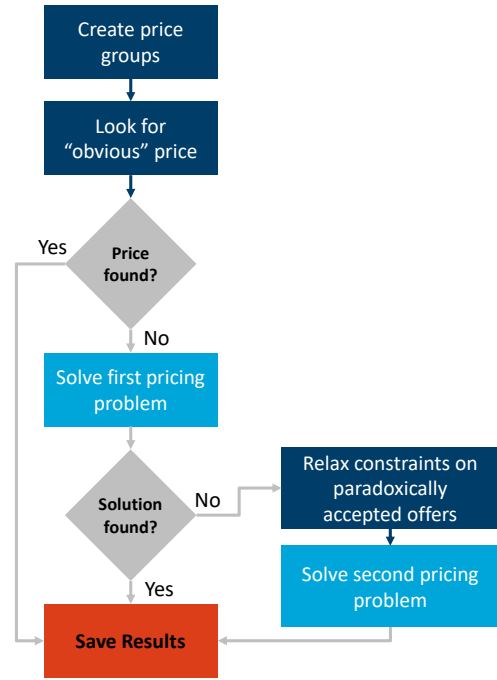 Create price
groups
Look for
“obvious” price
Yes
Price
found?
No
Solve first pricing
problem
Solution
found?
No
Relax constraints on
paradoxically
accepted offers
Solve second pricing
problem
Yes
Save Results